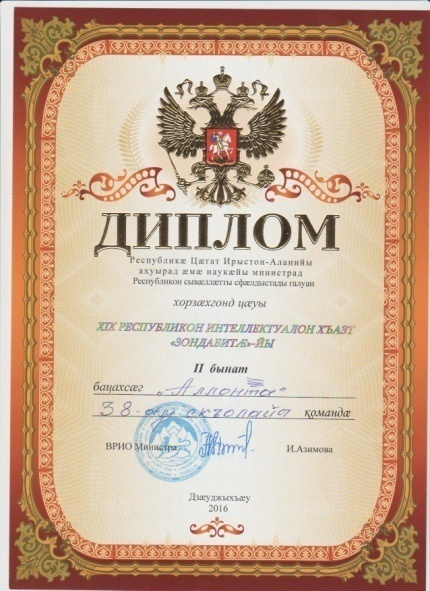 ДИПЛОМ
Республикæ Цæгат Ирыстон-Аланийы
ахуырад æмæ наукæйы министрад
Республикон сывæллæтты сфæлдыстады галуан
хорзæхгонд цæуы
XIX РЕСПУБЛИКОН ИНТЕЛЛЕКТУАЛОН ХЪАЗТ
«ЗОНДАБИТÆ»-ЙЫ
II бынат
бацахсæг „Аллонтæ“
38-æм скъолайы командæ
ВРИО Министра И.Азимова
Дзæуджыхъæу
2016